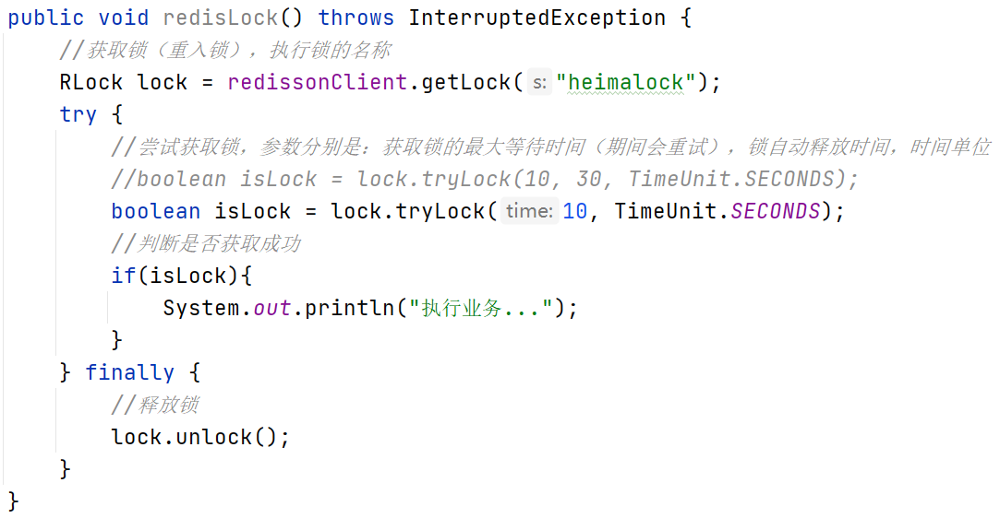 public void redisLock() throws InterruptedException {
    //获取锁（重入锁），执行锁的名称
    RLock lock = redissonClient.getLock( s: "heimalock");
    try {
        //尝试获取锁，参数分别是：获取锁的最大等待时间（期间会重试），锁自动释放时间，时间单位
        //boolean isLock = lock.tryLock(10, 30, TimeUnit.SECONDS);
        boolean isLock = lock.tryLock( time: 10, TimeUnit.SECONDS);
        //判断是否获取成功
        if(isLock){
            System.out.println("执行业务...");
        }
    } finally {
        //释放锁
        lock.unlock();
    }
}